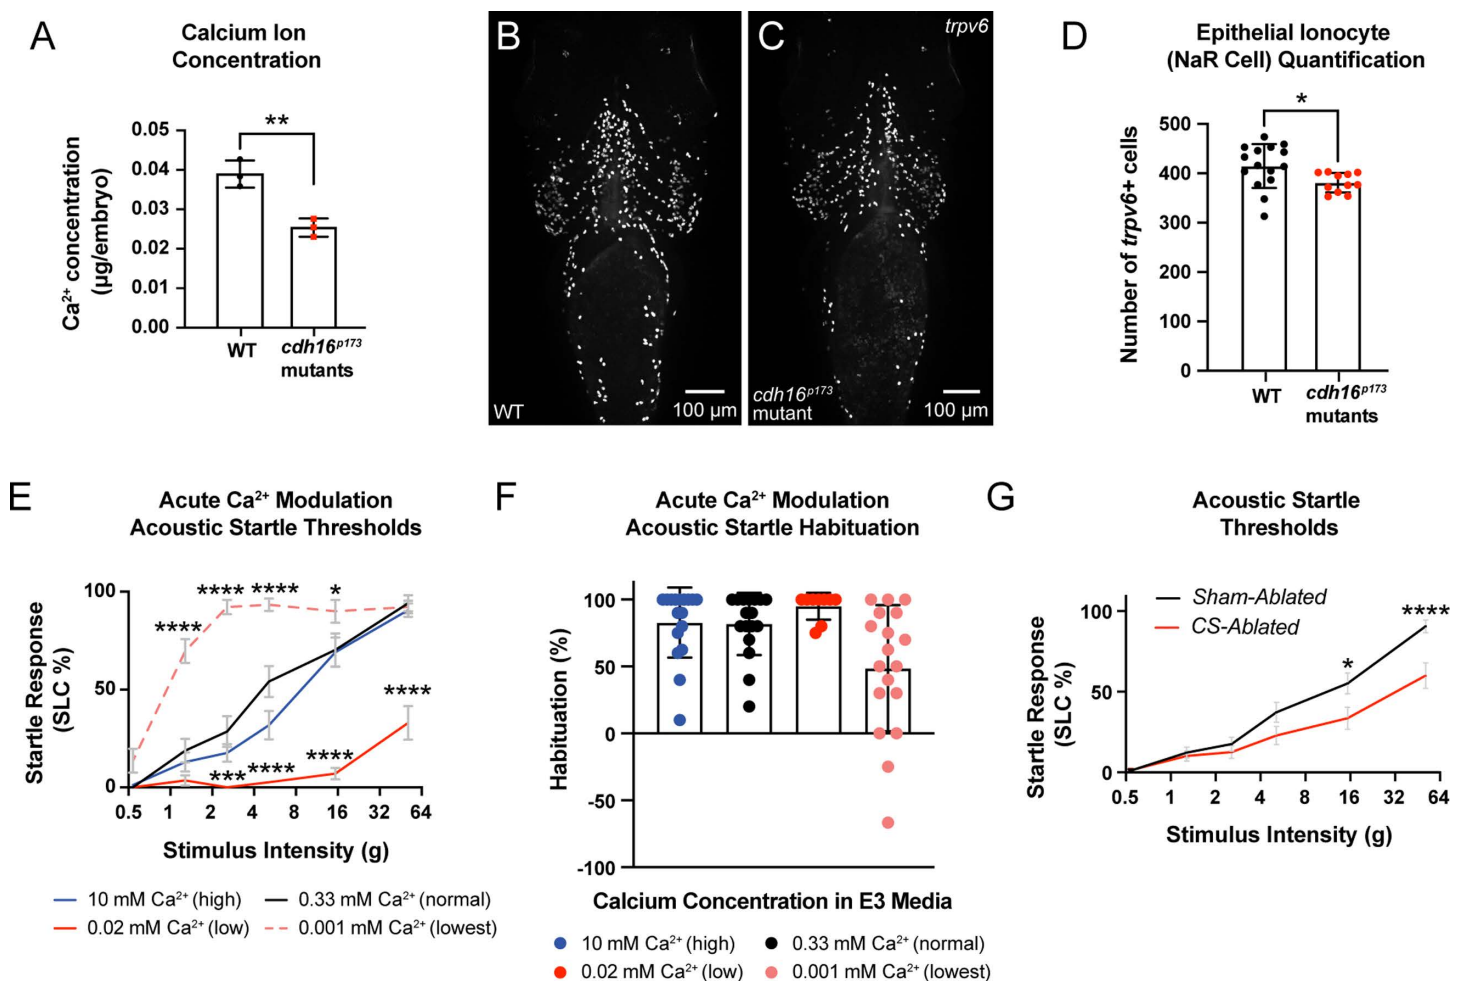 A
Calcium Ion
Concentration
Ca²⁺ concentration
(µg/embryo)
0.05
0.04
0.03
0.02
0.01
0.00
**
WT
cdh16ᵖ¹⁷³
mutants
B
WT
100 µm
C
trpv6
cdh16ᵖ¹⁷³
mutant
100 µm
D
Epithelial Ionocyte
(NaR Cell) Quantification
Number of trpv6+ cells
500
400
300
200
100
0
*
WT
cdh16ᵖ¹⁷³
mutants
E
Acute Ca²⁺ Modulation
Acoustic Startle Thresholds
Startle Response
(SLC %)
100
50
0
**** **** **** *
****
*** **** ****
0.5 1 2 4 8 16 32 64
Stimulus Intensity (g)
10 mM Ca²⁺ (high)
0.33 mM Ca²⁺ (normal)
0.02 mM Ca²⁺ (low)
0.001 mM Ca²⁺ (lowest)
F
Acute Ca²⁺ Modulation
Acoustic Startle Habituation
Habituation (%)
100
50
0
-50
-100
Calcium Concentration in E3 Media
10 mM Ca²⁺ (high)
0.33 mM Ca²⁺ (normal)
0.02 mM Ca²⁺ (low)
0.001 mM Ca²⁺ (lowest)
G
Acoustic Startle
Thresholds
Startle Response
(SLC %)
100
50
0
Sham-Ablated
CS-Ablated
* ****
0.5 1 2 4 8 16 32 64
Stimulus Intensity (g)